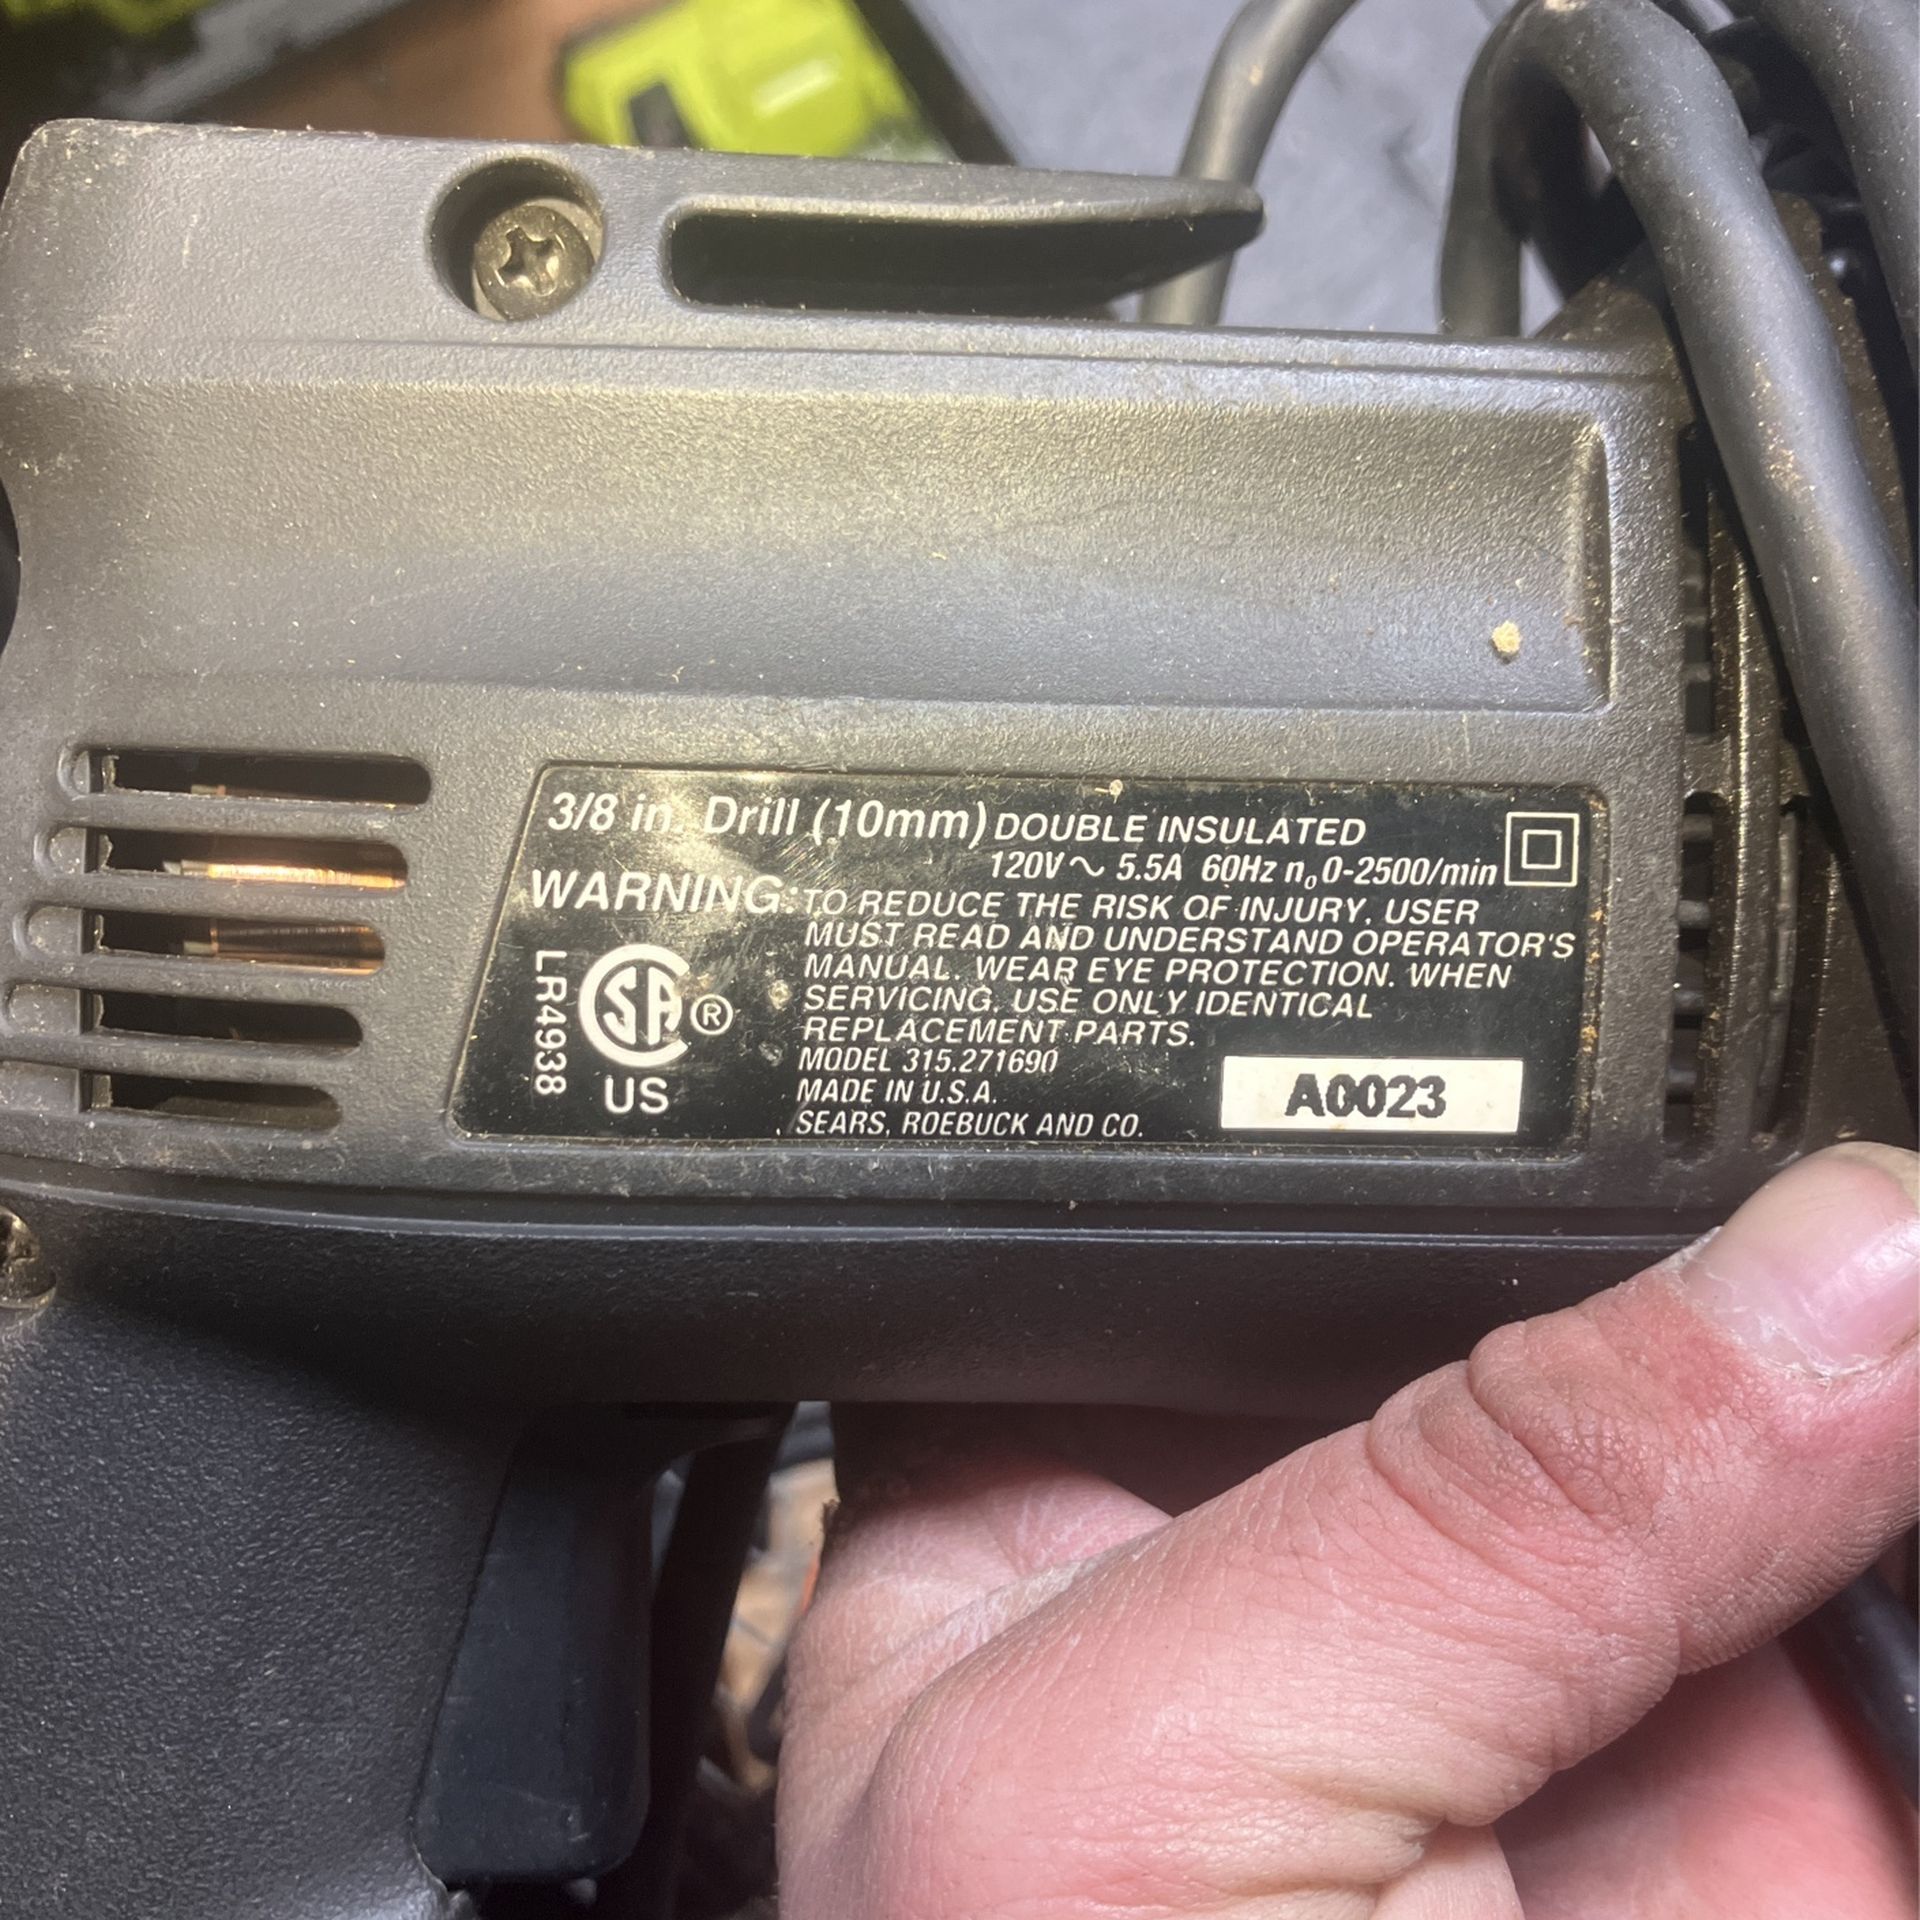 3/8 in. Drill (10mm) DOUBLE INSULATED
120V ~ 5.5A 60Hz n₀ 0-2500/min
WARNING: TO REDUCE THE RISK OF INJURY, USER
MUST READ AND UNDERSTAND OPERATOR'S
MANUAL. WEAR EYE PROTECTION. WHEN
SERVICING, USE ONLY IDENTICAL
REPLACEMENT PARTS.
MODEL 315.271690
MADE IN U.S.A.
SEARS, ROEBUCK AND CO.
LR4938
SA ®
US
A0023